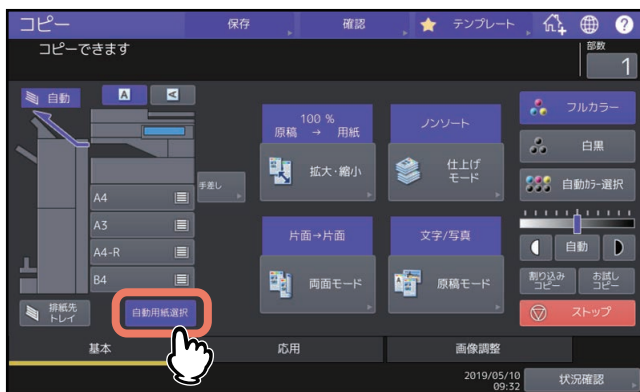 コピー
保存
確認
テンプレート
?
コピーできます
部数
1
自動
A
A
100 %
原稿 → 用紙
ノンソート
フルカラー
拡大・縮小
仕上げ
モード
白黒
手差し
自動ｶﾗｰ選択
A4
A3
A4-R
B4
片面→片面
文字/写真
両面モード
原稿モード
自動
割り込み
コピー
お試し
コピー
排紙先
トレイ
自動用紙選択
ストップ
基本
応用
画像調整
2019/05/10
09:32
状況確認